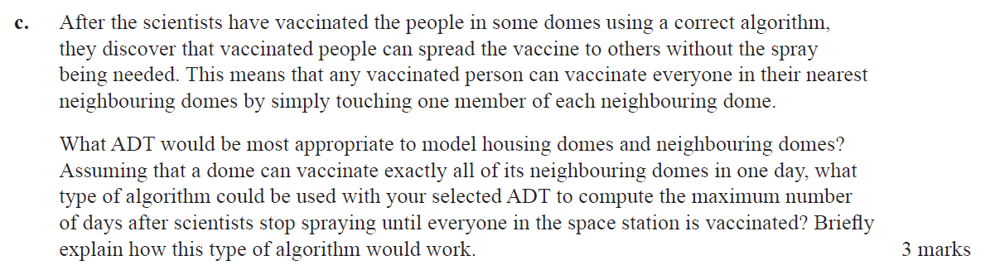 c. After the scientists have vaccinated the people in some domes using a correct algorithm,
they discover that vaccinated people can spread the vaccine to others without the spray
being needed. This means that any vaccinated person can vaccinate everyone in their nearest
neighbouring domes by simply touching one member of each neighbouring dome.
What ADT would be most appropriate to model housing domes and neighbouring domes?
Assuming that a dome can vaccinate exactly all of its neighbouring domes in one day, what
type of algorithm could be used with your selected ADT to compute the maximum number
of days after scientists stop spraying until everyone in the space station is vaccinated? Briefly
explain how this type of algorithm would work. 3 marks